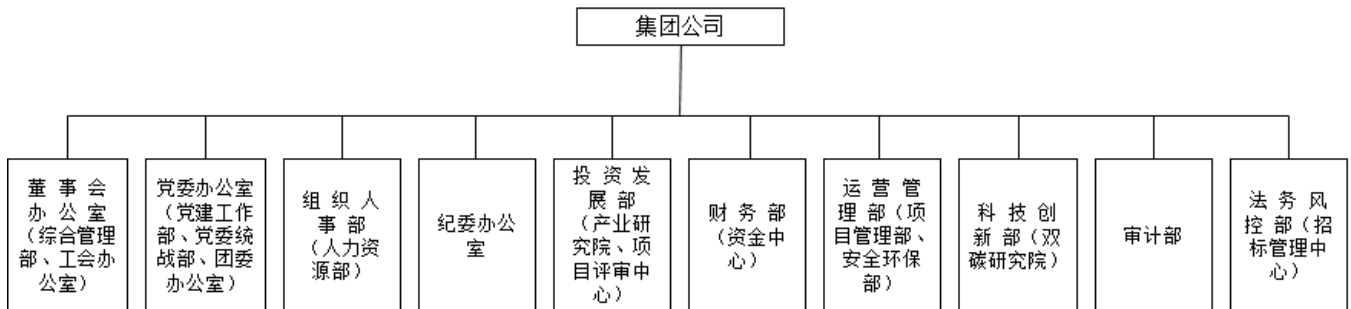 集团公司
董事会
办公室
（综合管理
部、工会办
公室）
党委办公室
（党建工作
部、党委统
战部、团委
办公室）
组织人
事部
（人力资
源部）
纪委办公
室
投资发
展部
（产业研
究院、项
目评审中
心）
财务部
（资金中
心）
运营管
理部（项
目管理部、
安全环保
部）
科技创
新部（双
碳研究院）
审计部
法务风
控部（招
标管理中
心）